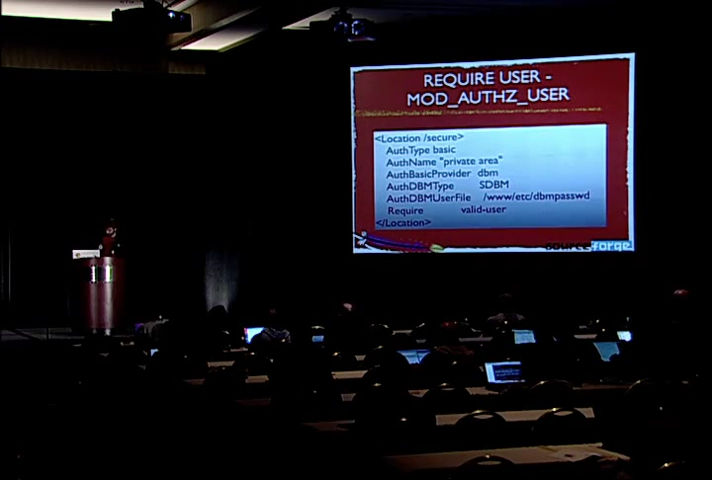 REQUIRE USER -
MOD_AUTHZ_USER
<Location /secure>
AuthType basic
AuthName "private area"
AuthBasicProvider dbm
AuthDBMType SDBM
AuthDBMUserFile /www/etc/dbmpasswd
Require valid-user
</Location>
sourceforge